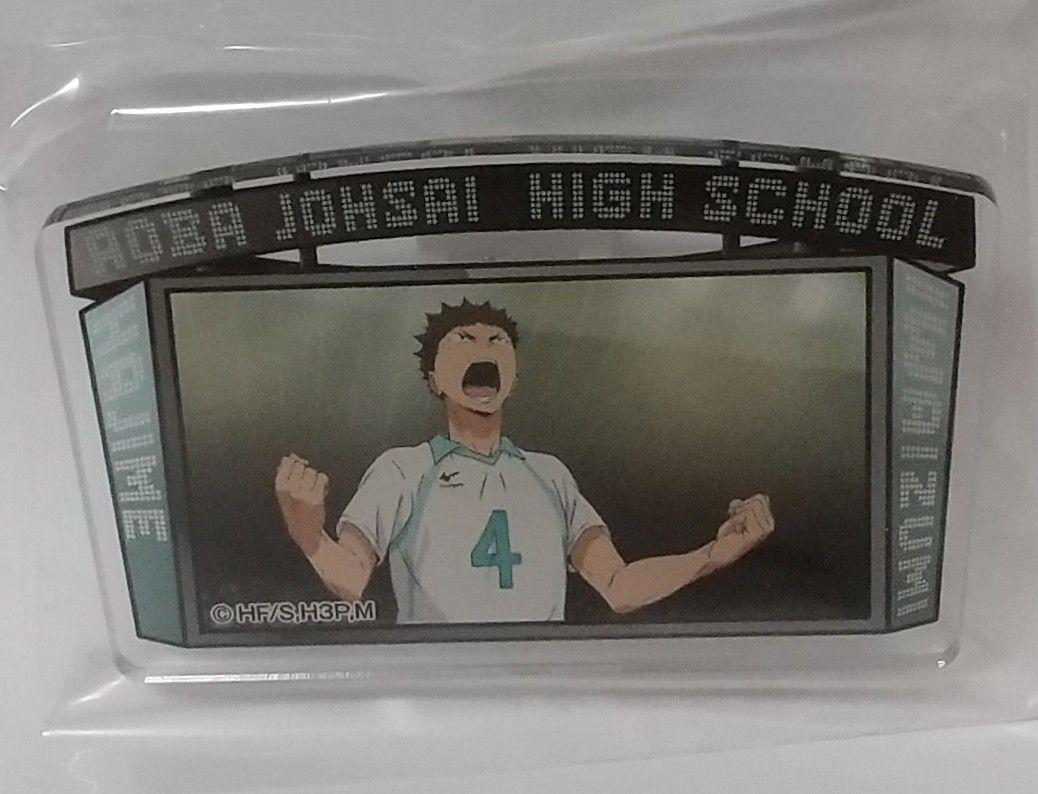 AOBA JOHSAI HIGH SCHOOL
HAJIME
IWAIZUMI
4
© HF/S,H3P,M